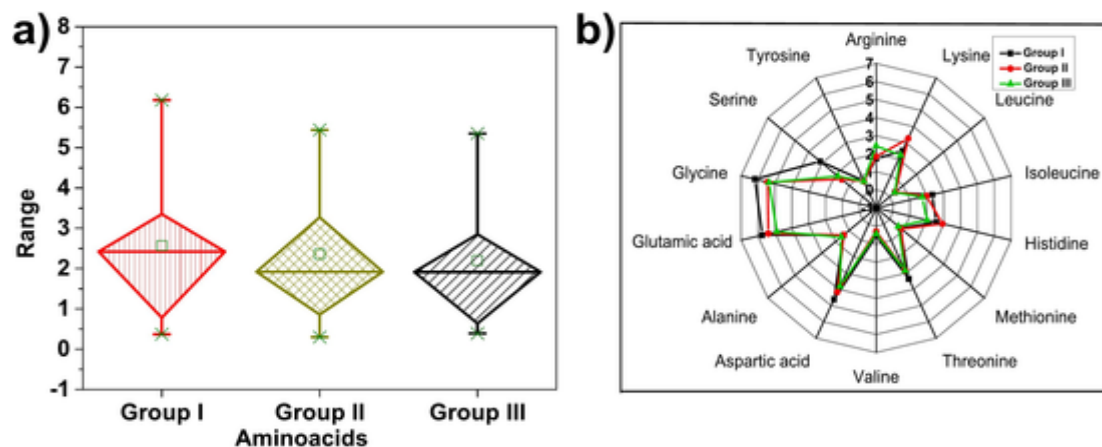 a)
8
7
6
5
4
3
2
1
0
-1
Range
Group I
Group II
Group III
Aminoacids
b)
Arginine
Lysine
Leucine
Isoleucine
Histidine
Methionine
Threonine
Valine
Aspartic acid
Alanine
Glutamic acid
Glycine
Serine
Tyrosine
7
6
5
4
3
2
1
0
-1
Group I
Group II
Group III